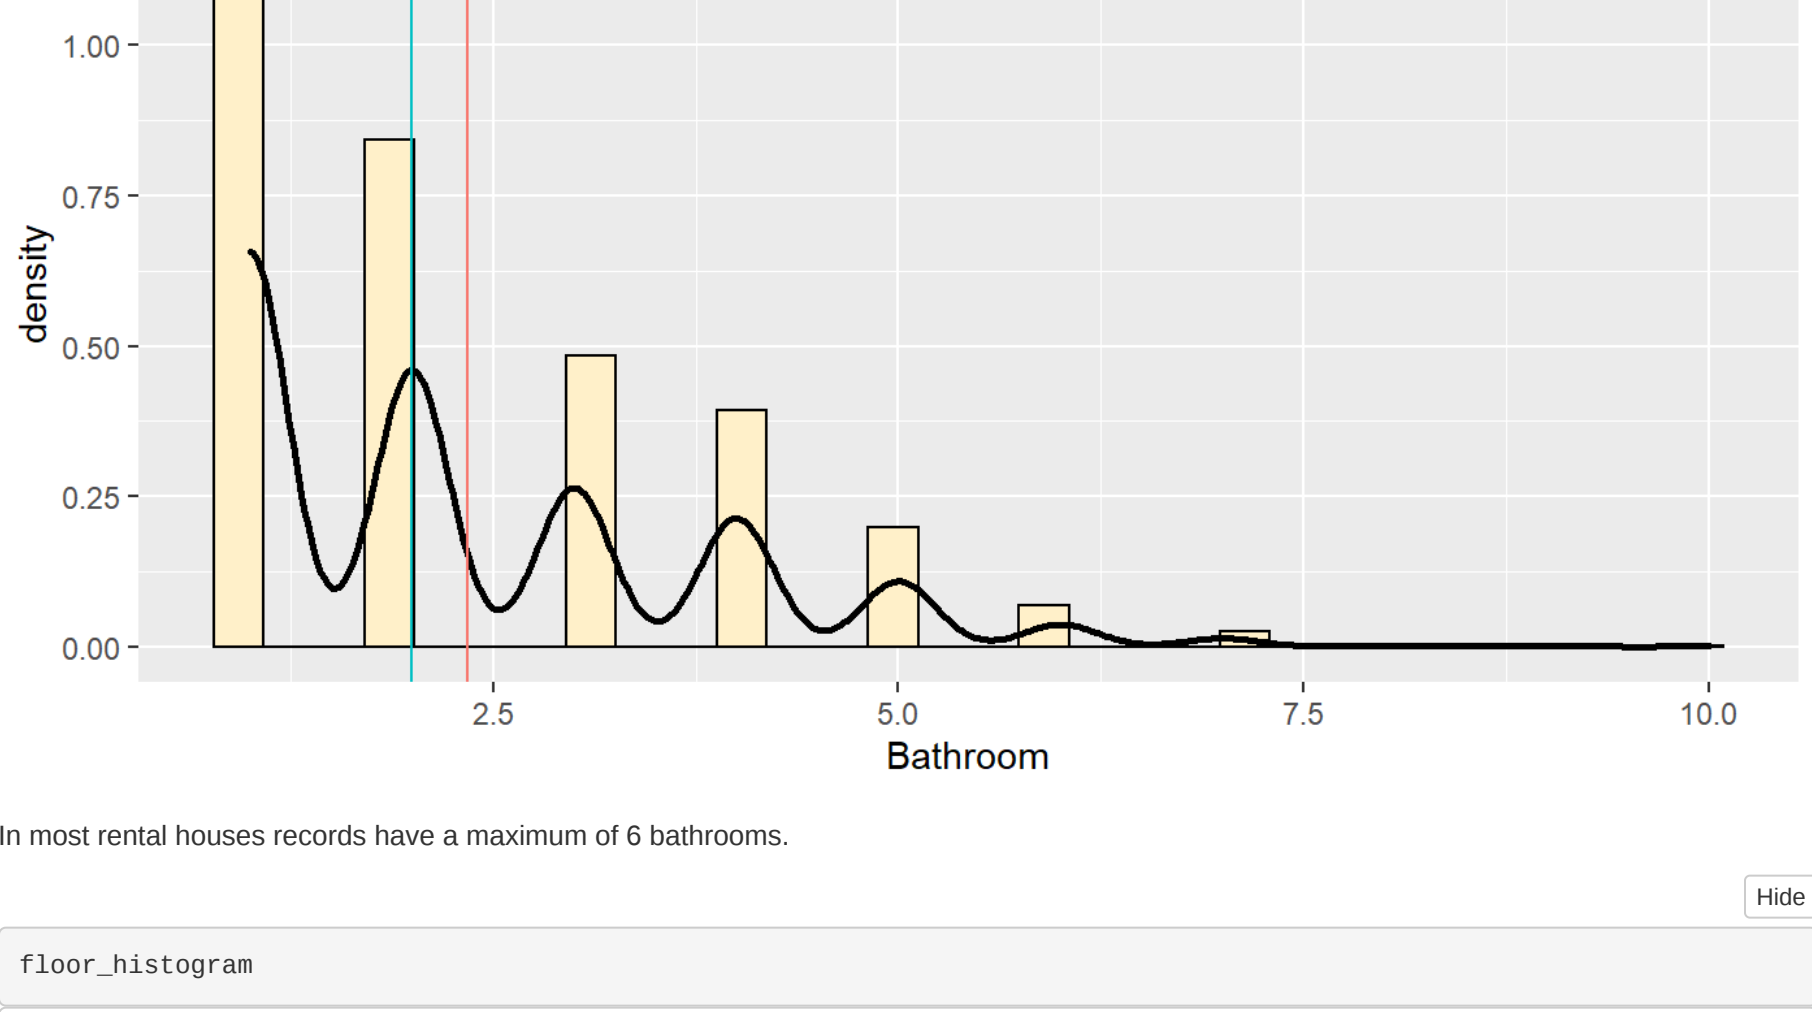 1.00
0.75
0.50
0.25
0.00
density
2.5 5.0 7.5 10.0
Bathroom
In most rental houses records have a maximum of 6 bathrooms.
Hide
floor_histogram